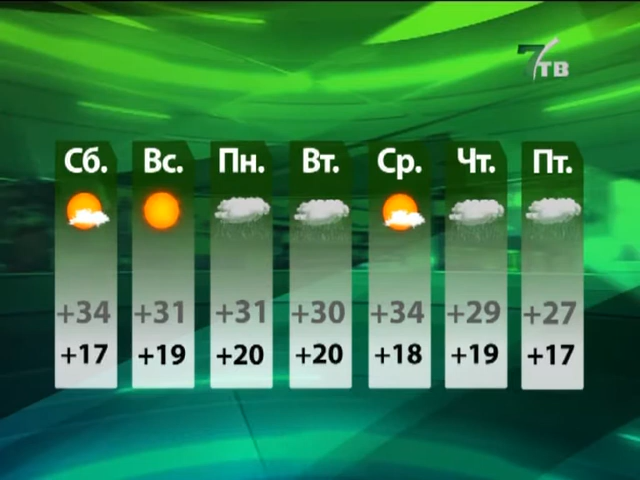 7ТВ
Сб. Вс. Пн. Вт. Ср. Чт. Пт.
+34 +31 +31 +30 +34 +29 +27
+17 +19 +20 +20 +18 +19 +17